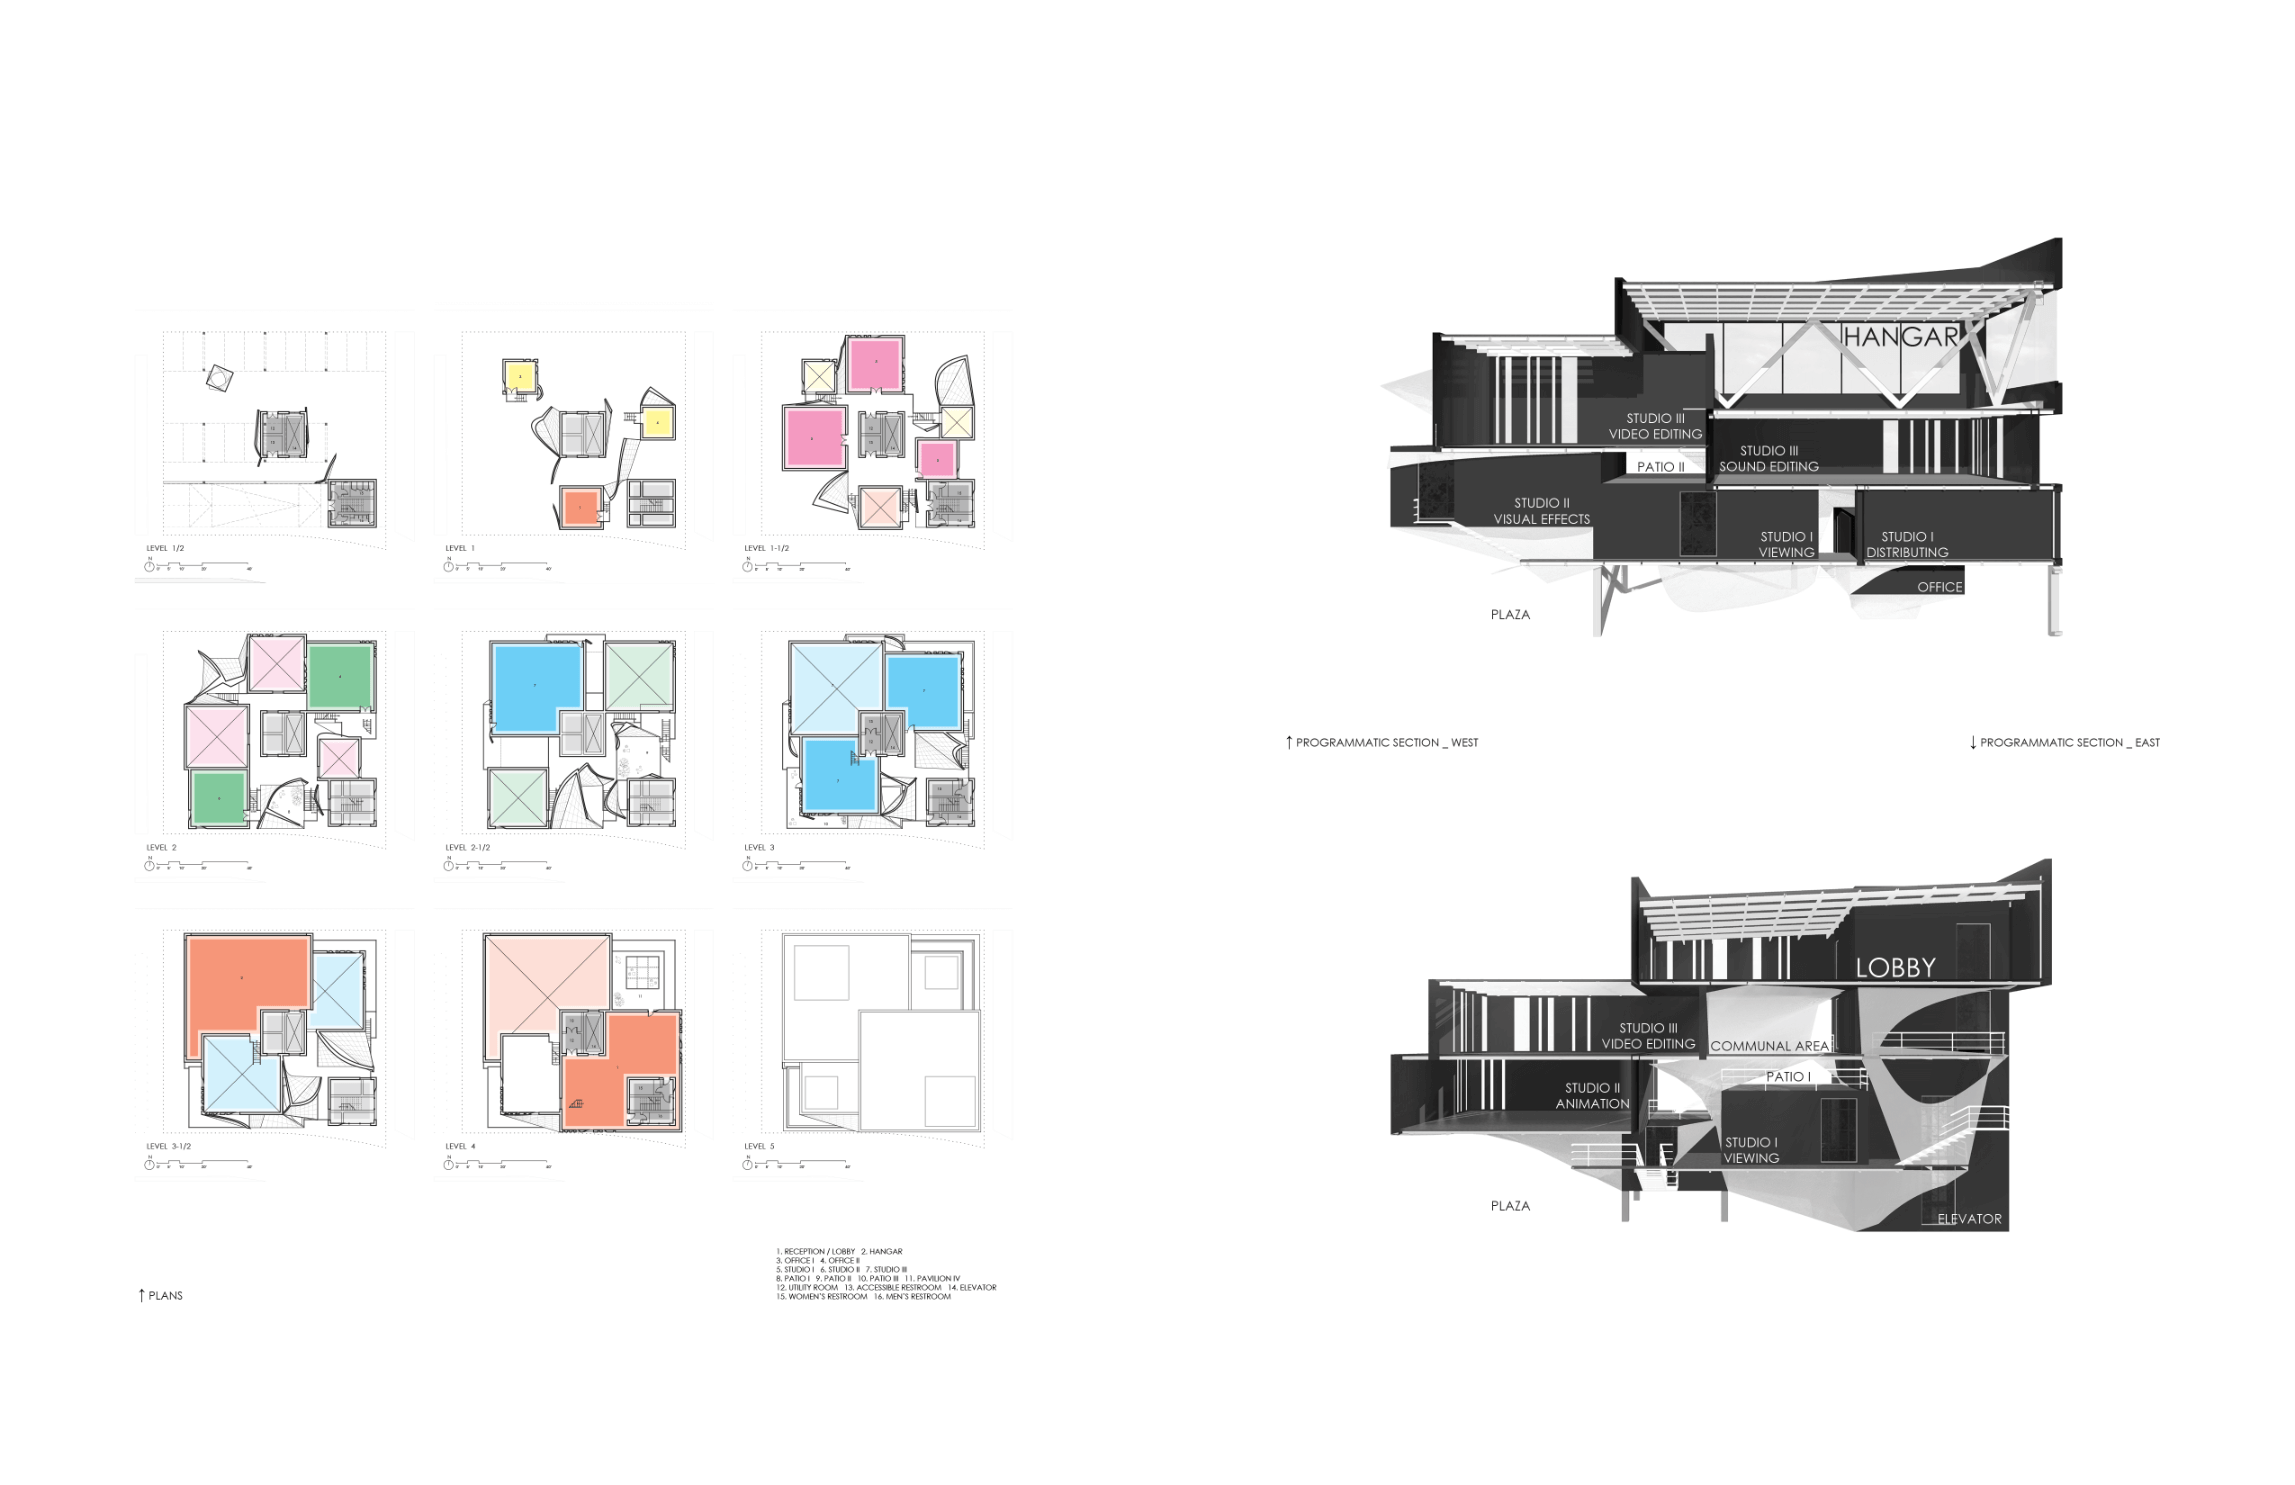 LEVEL 1/2
LEVEL 1
LEVEL 1-1/2
LEVEL 2
LEVEL 2-1/2
LEVEL 3
LEVEL 3-1/2
LEVEL 4
LEVEL 5
1. RECEPTION / LOBBY 2. HANGAR
3. OFFICE I 4. OFFICE II
5. STUDIO I 6. STUDIO II 7. STUDIO III
8. PATIO I 9. PATIO II 10. PATIO III 11. PAVILION IV
12. UTILITY ROOM 13. ACCESSIBLE RESTROOM 14. ELEVATOR
15. WOMEN'S RESTROOM 16. MEN'S RESTROOM
↑ PLANS
HANGAR
STUDIO III
VIDEO EDITING
STUDIO III
SOUND EDITING
PATIO II
STUDIO II
VISUAL EFFECTS
STUDIO I
VIEWING
STUDIO I
DISTRIBUTING
OFFICE
PLAZA
↑ PROGRAMMATIC SECTION _ WEST
↓ PROGRAMMATIC SECTION _ EAST
LOBBY
STUDIO III
VIDEO EDITING
COMMUNAL AREA
PATIO I
STUDIO II
ANIMATION
STUDIO I
VIEWING
PLAZA
ELEVATOR